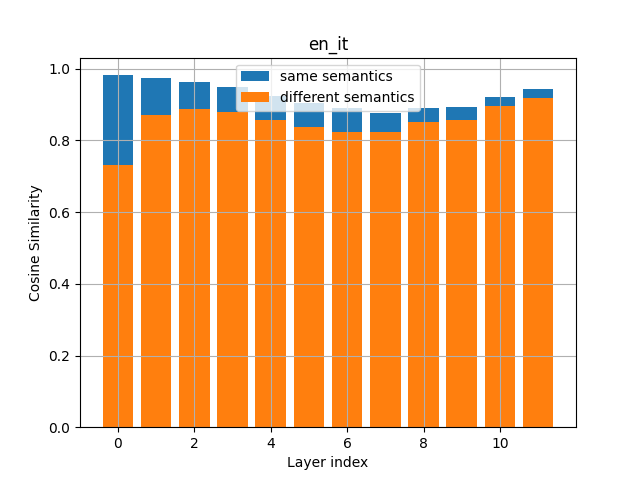 en_it
same semantics
different semantics
Cosine Similarity
1.0
0.8
0.6
0.4
0.2
0.0
0 2 4 6 8 10
Layer index